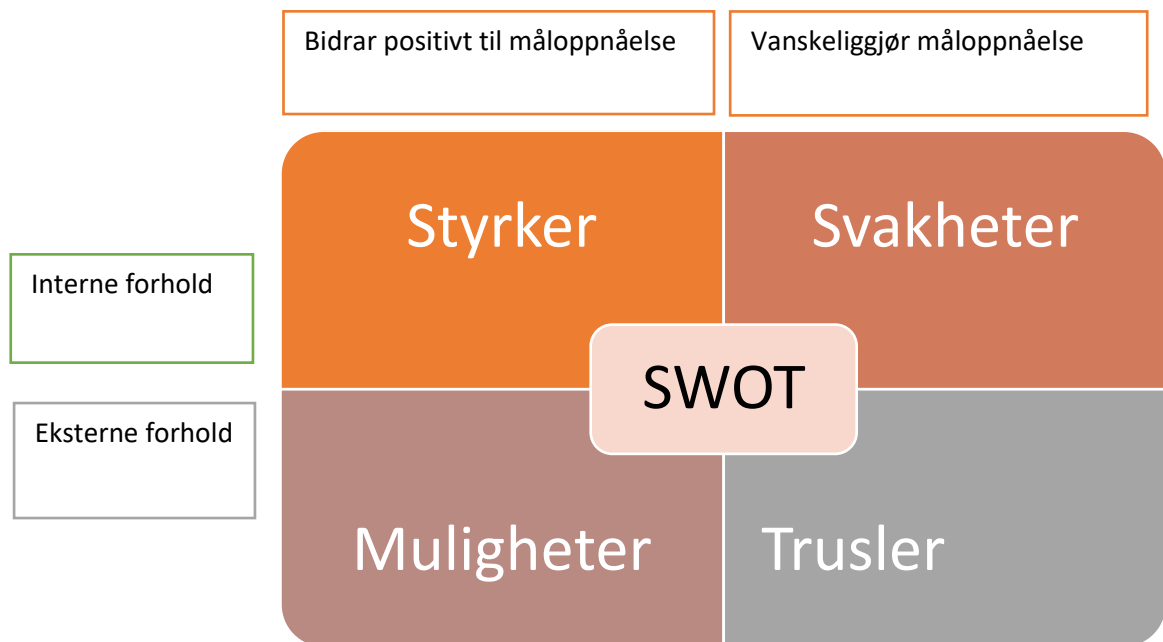 Bidrar positivt til måloppnåelse
Vanskeliggjør måloppnåelse
Styrker
Svakheter
Interne forhold
SWOT
Eksterne forhold
Muligheter
Trusler